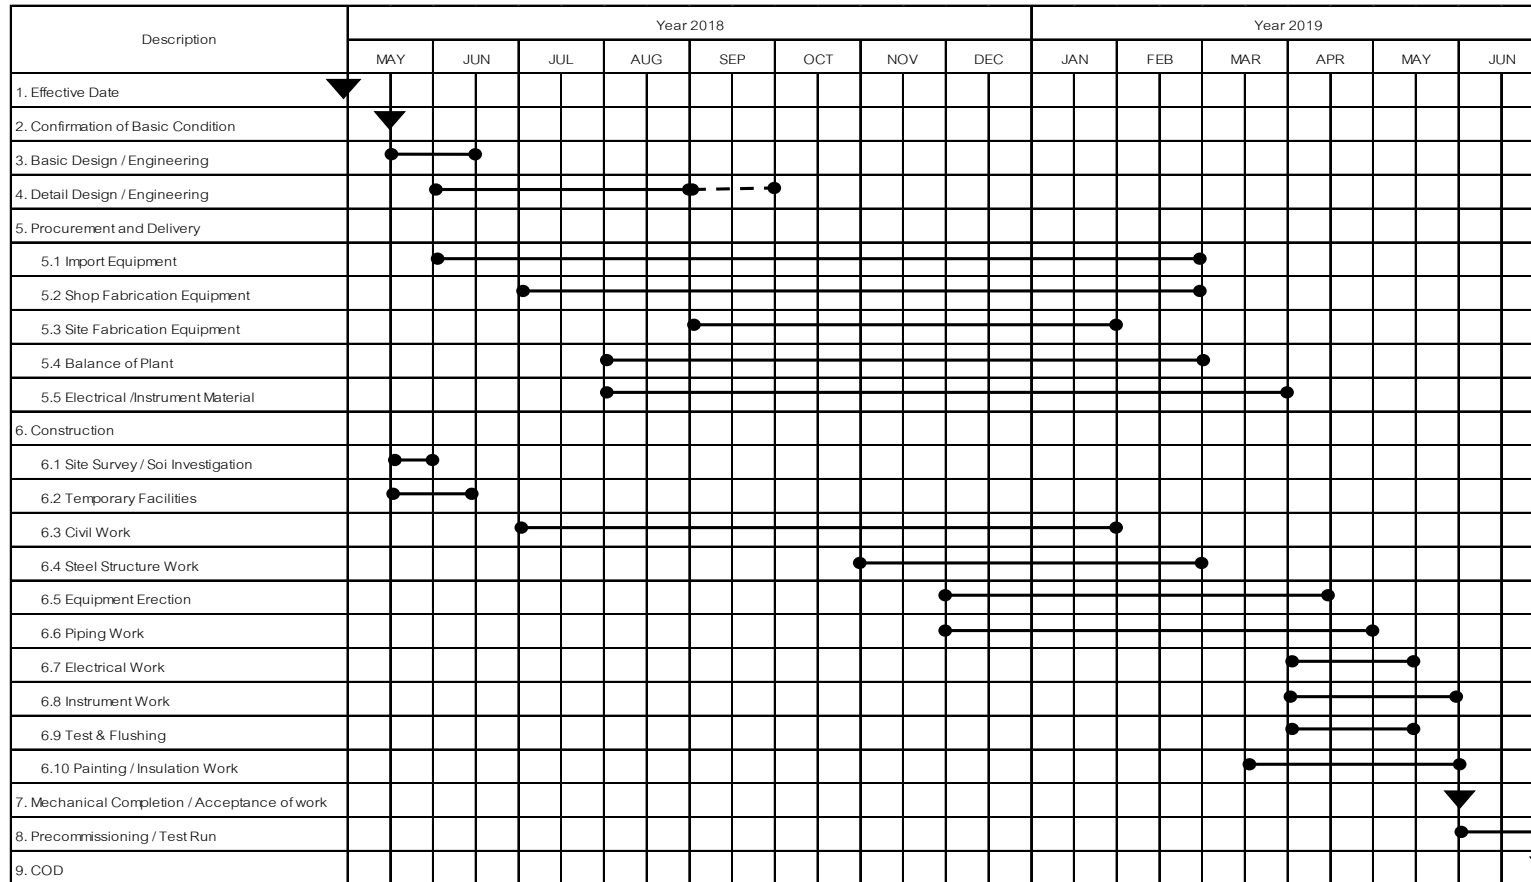 Description
Year 2018
Year 2019
MAY JUN JUL AUG SEP OCT NOV DEC JAN FEB MAR APR MAY JUN
1. Effective Date
2. Confirmation of Basic Condition
3. Basic Design / Engineering
4. Detail Design / Engineering
5. Procurement and Delivery
5.1 Import Equipment
5.2 Shop Fabrication Equipment
5.3 Site Fabrication Equipment
5.4 Balance of Plant
5.5 Electrical /Instrument Material
6. Construction
6.1 Site Survey / Soi Investigation
6.2 Temporary Facilities
6.3 Civil Work
6.4 Steel Structure Work
6.5 Equipment Erection
6.6 Piping Work
6.7 Electrical Work
6.8 Instrument Work
6.9 Test & Flushing
6.10 Painting / Insulation Work
7. Mechanical Completion / Acceptance of work
8. Precommissioning / Test Run
9. COD